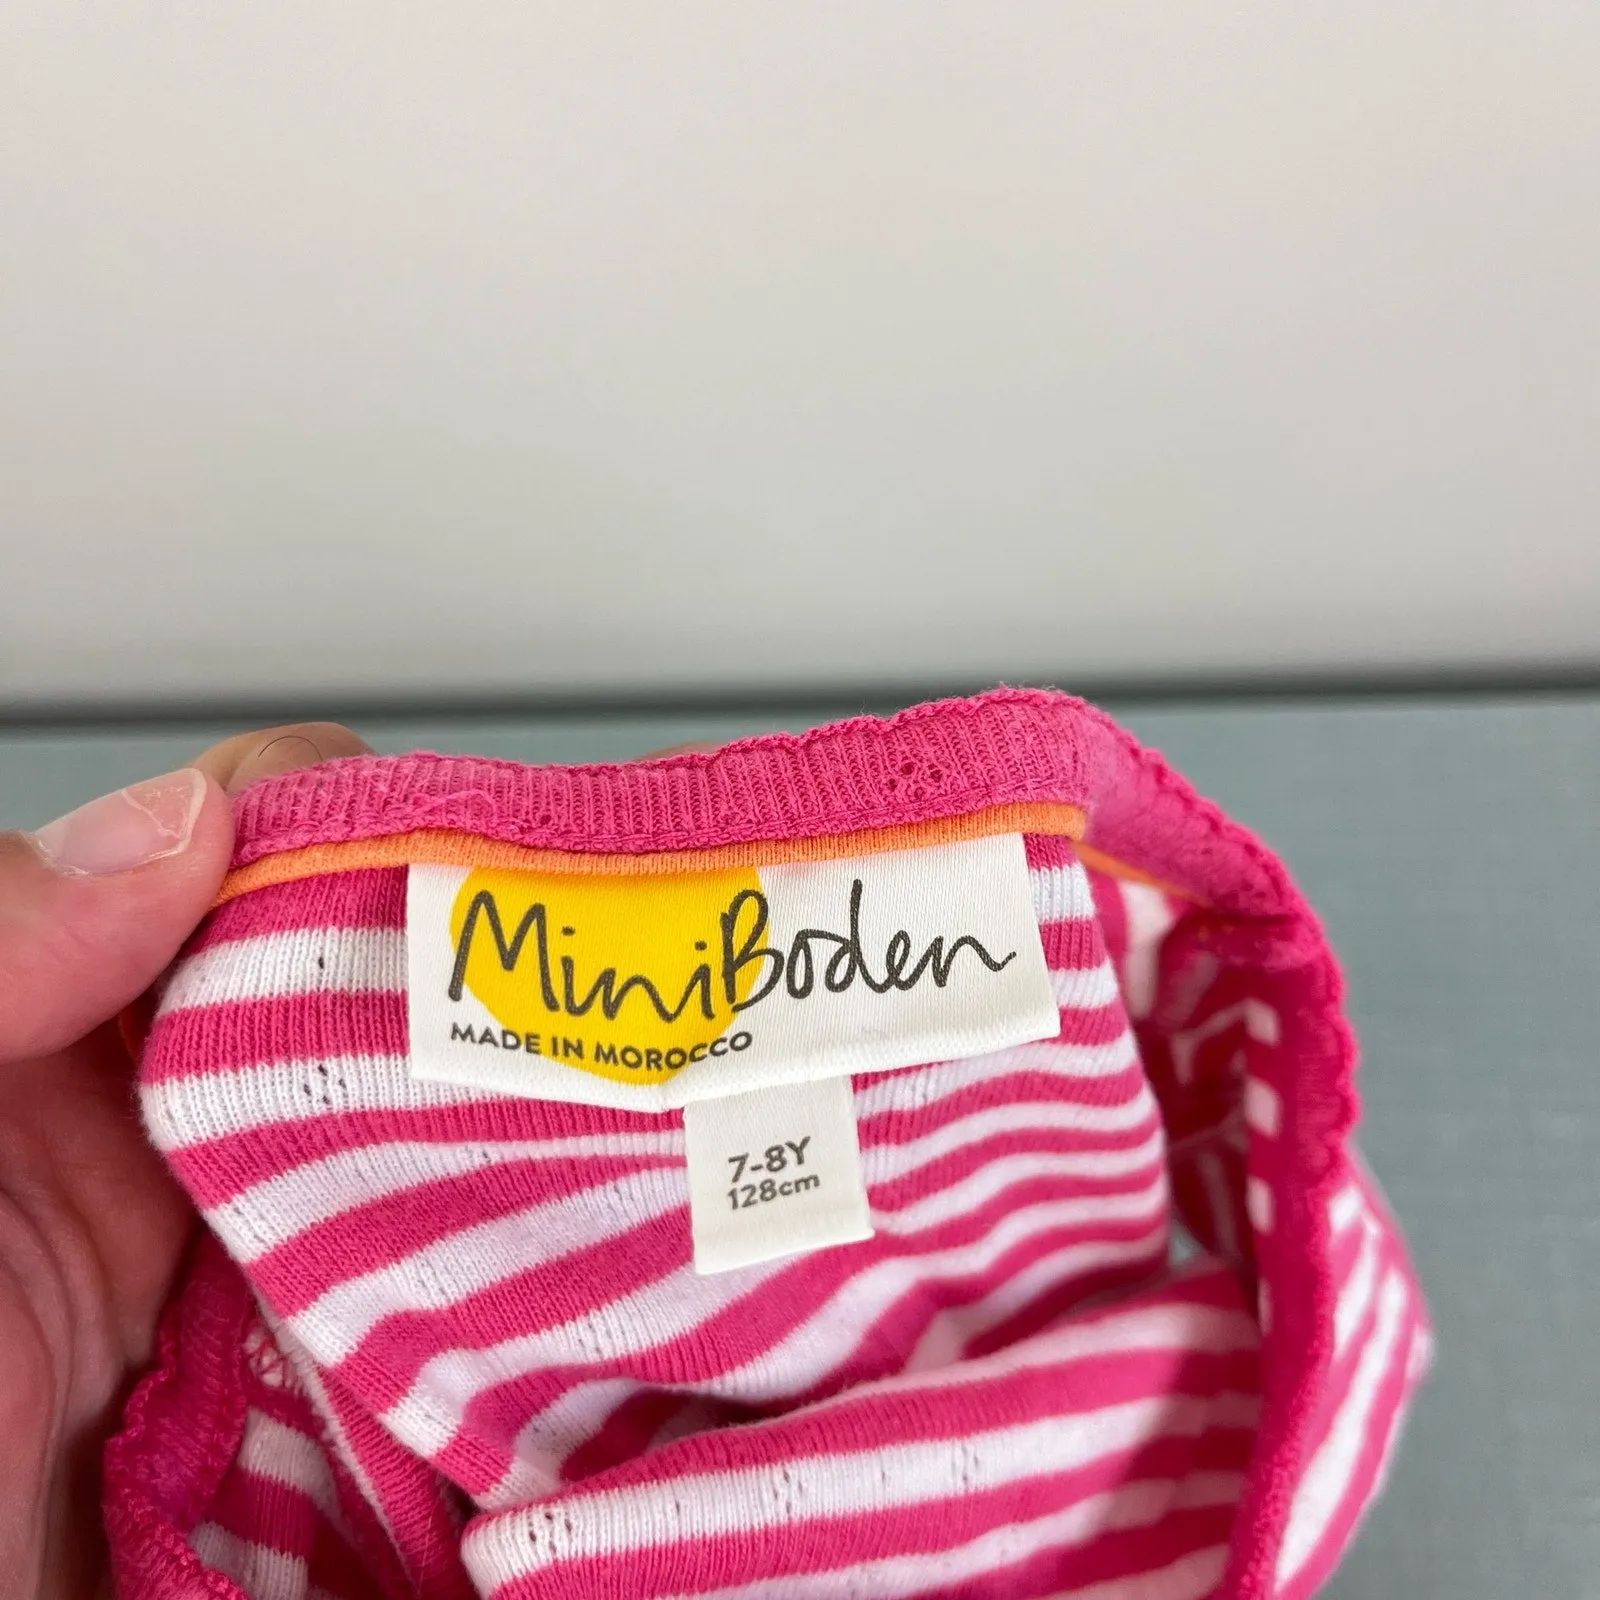 MiniBoden
MADE IN MOROCCO
7-8Y
128cm